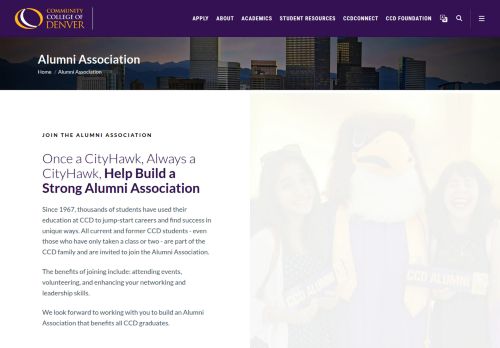 COMMUNITY
COLLEGE OF
DENVER
APPLY ABOUT ACADEMICS STUDENT RESOURCES CCDCONNECT CCD FOUNDATION
Alumni Association
Home / Alumni Association
JOIN THE ALUMNI ASSOCIATION
Once a CityHawk, Always a
CityHawk, Help Build a
Strong Alumni Association
Since 1967, thousands of students have used their
education at CCD to jump-start careers and find success in
unique ways. All current and former CCD students - even
those who have only taken a class or two - are part of the
CCD family and are invited to join the Alumni Association.
The benefits of joining include: attending events,
volunteering, and enhancing your networking and
leadership skills.
We look forward to working with you to build an Alumni
Association that benefits all CCD graduates.
CCD ALUMNI
CCD ALUMNI